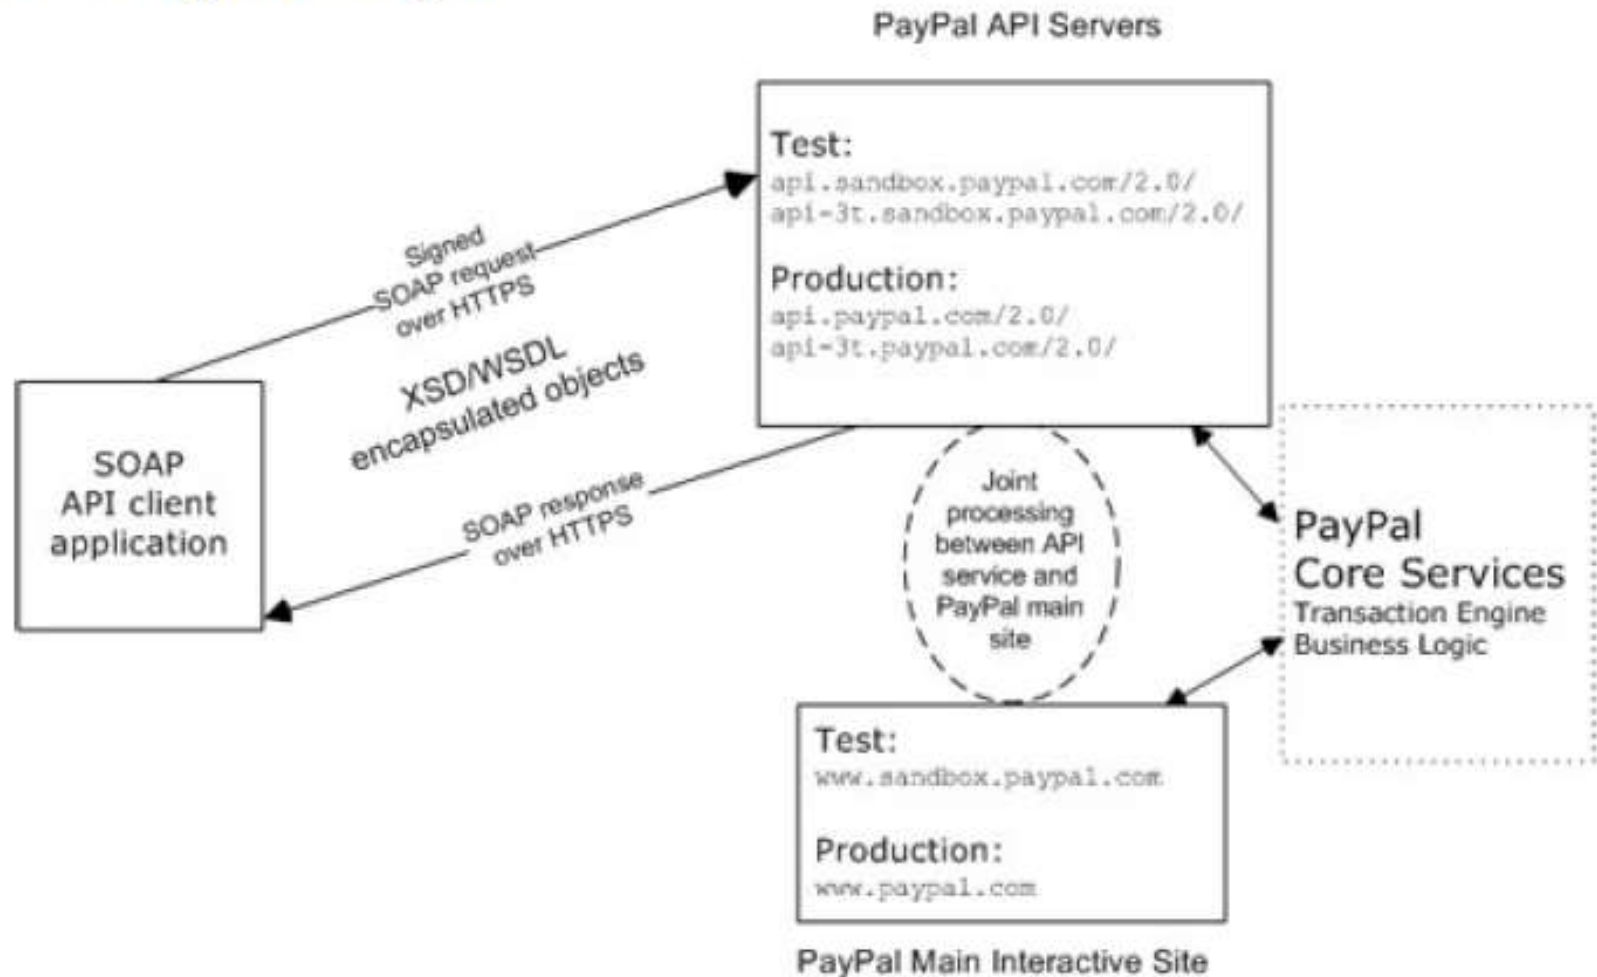 PayPal API Servers
Test:
api.sandbox.paypal.com/2.0/
api-3t.sandbox.paypal.com/2.0/
Production:
api.paypal.com/2.0/
api-3t.paypal.com/2.0/
Signed
SOAP request
over HTTPS
XSD/WSDL
encapsulated objects
SOAP
API client
application
SOAP response
over HTTPS
Joint
processing
between API
service and
PayPal main
site
PayPal
Core Services
Transaction Engine
Business Logic
Test:
www.sandbox.paypal.com
Production:
www.paypal.com
PayPal Main Interactive Site